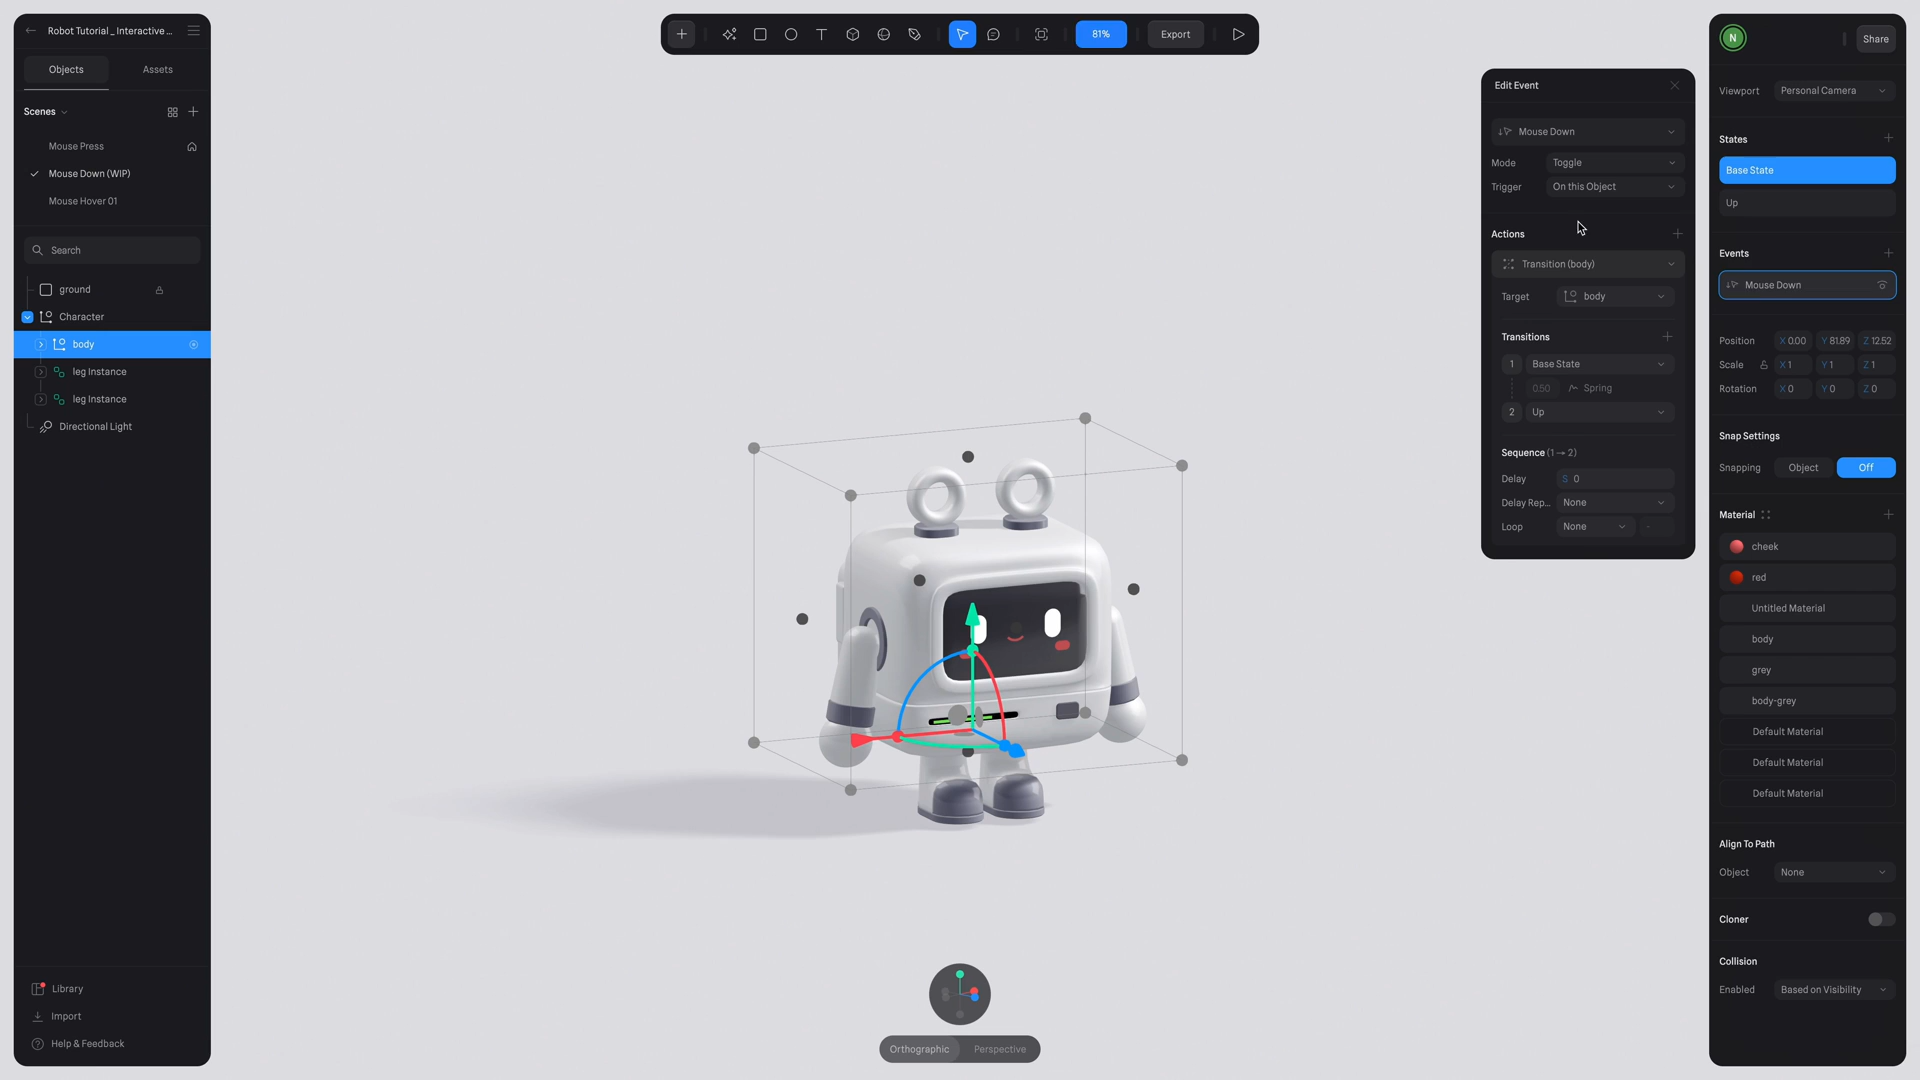 Robot Tutorial _ Interactive ...
Objects
Assets
Scenes
Mouse Press
Mouse Down (WIP)
Mouse Hover 01
Search
ground
Character
body
leg Instance
leg Instance
Directional Light
Library
Import
Help & Feedback
T
81%
Export
Orthographic
Perspective
Edit Event
Mouse Down
Mode
Toggle
Trigger
On this Object
Actions
Transition (body)
Target
body
Transitions
1
Base State
0.50
Spring
2
Up
Sequence (1 → 2)
Delay
S 0
Delay Rep...
None
Loop
None
-
N
Share
Viewport
Personal Camera
States
Base State
Up
Events
Mouse Down
Position
X 0.00
Y 81.89
Z 12.52
Scale
X 1
Y 1
Z 1
Rotation
X 0
Y 0
Z 0
Snap Settings
Snapping
Object
Off
Material
cheek
red
Untitled Material
body
grey
body-grey
Default Material
Default Material
Default Material
Align To Path
Object
None
Cloner
Collision
Enabled
Based on Visibility